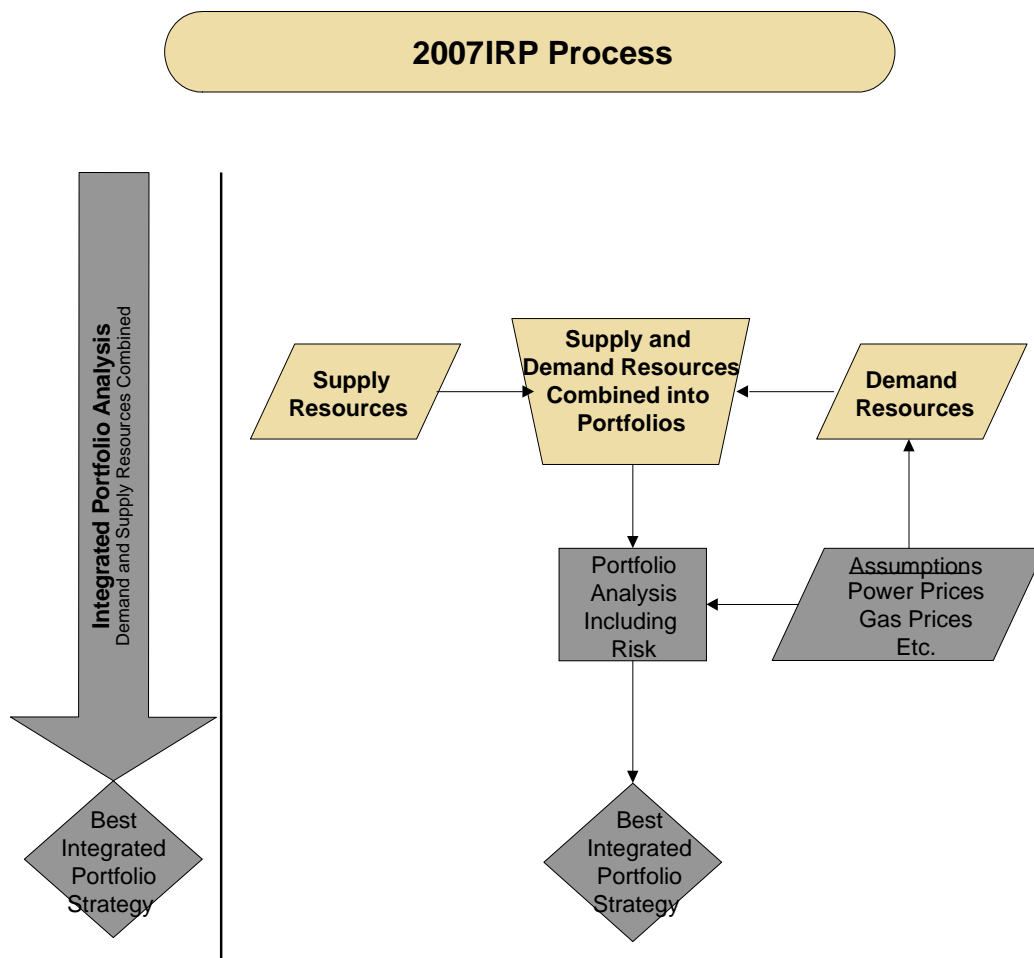 2007IRP Process
Integrated Portfolio Analysis
Demand and Supply Resources Combined
Best
Integrated
Portfolio
Strategy
Supply
Resources
Supply and
Demand Resources
Combined into
Portfolios
Demand
Resources
Portfolio
Analysis
Including
Risk
Assumptions
Power Prices
Gas Prices
Etc.
Best
Integrated
Portfolio
Strategy